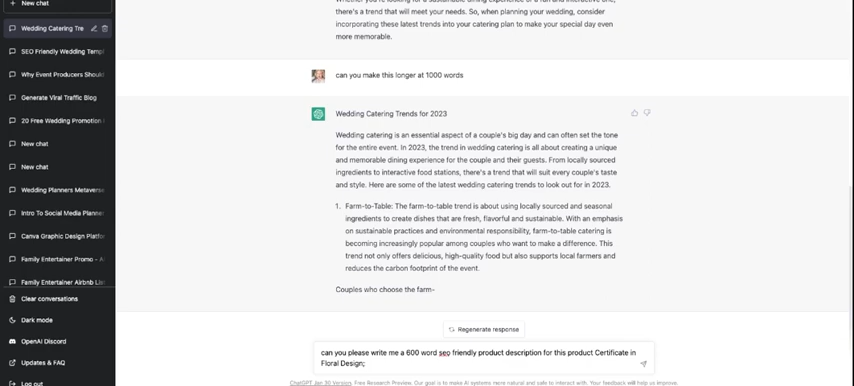 New chat
Wedding Catering Tre
SEO Friendly Wedding Templ
Why Event Producers Should
Generate Viral Traffic Blog
20 Free Wedding Promotion
New chat
New chat
Wedding Planners Metaverse
Intro To Social Media Planner
Canva Graphic Design Platfor
Family Entertainer Promo - A
Family Entertainer Airbnb List
Clear conversations
Dark mode
OpenAI Discord
Updates & FAQ
Log out
there's a trend that will meet your needs. So, when planning your wedding, consider
incorporating these latest trends into your catering plan to make your special day even
more memorable.
can you make this longer at 1000 words
Wedding Catering Trends for 2023
Wedding catering is an essential aspect of a couple's big day and can often set the tone
for the entire event. In 2023, the trend in wedding catering is all about creating a unique
and memorable dining experience for the couple and their guests. From locally sourced
ingredients to interactive food stations, there's a trend that will suit every couple's taste
and style. Here are some of the latest wedding catering trends to look out for in 2023.
1. Farm-to-Table: The farm-to-table trend is about using locally sourced and seasonal
ingredients to create dishes that are fresh, flavorful and sustainable. With an emphasis
on sustainable practices and environmental responsibility, farm-to-table catering is
becoming increasingly popular among couples who want to make a difference. This
trend not only offers delicious, high-quality food but also supports local farmers and
reduces the carbon footprint of the event.
Couples who choose the farm-
Regenerate response
can you please write me a 600 word seo friendly product description for this product Certificate in
Floral Design;
ChatGPT Jan 30 Version. Free Research Preview. Our goal is to make AI systems more natural and safe to interact with. Your feedback will help us improve.